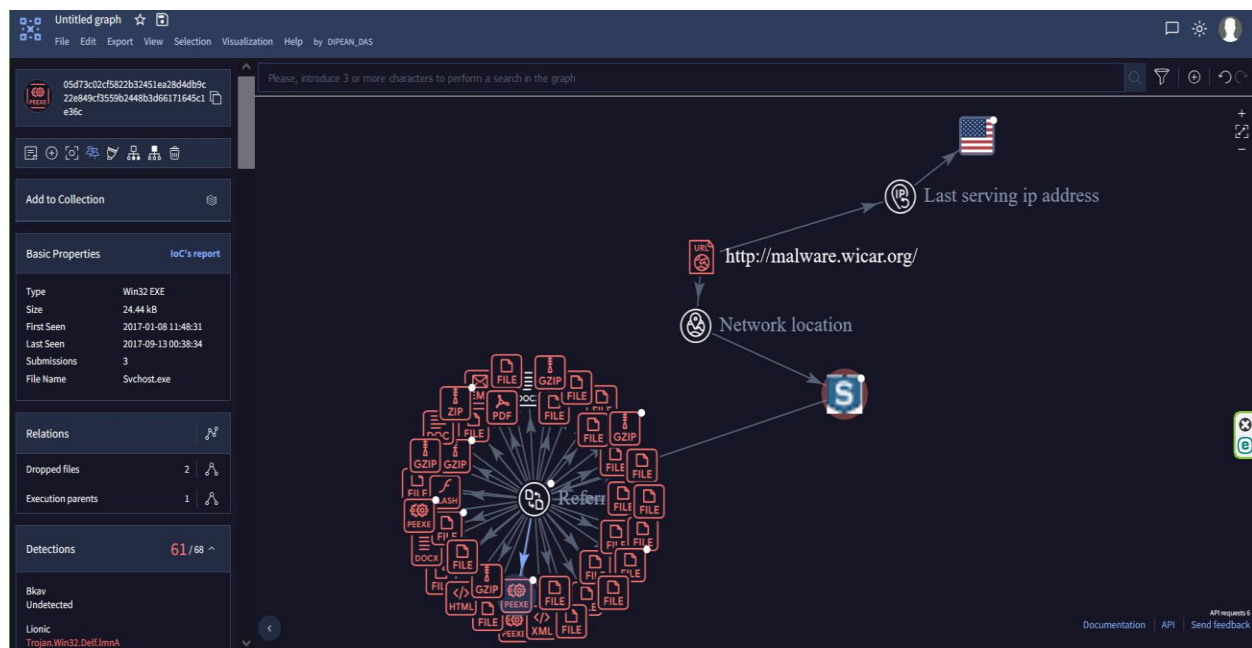 Untitled graph
File Edit Export View Selection Visualization Help by DIPEAN_DAS
PEEXE
05d73c02cf5822b32451ea28d4db9c
22e849cf3559b2448b3d66171645c1
e36c
Please, introduce 3 or more characters to perform a search in the graph
Add to Collection
Basic Properties IoC's report
Type Win32 EXE
Size 24.44 kB
First Seen 2017-01-08 11:48:31
Last Seen 2017-09-13 00:38:34
Submissions 3
File Name Svchost.exe
Relations
Dropped files 2
Execution parents 1
Detections 61/68
Bkav
Undetected
Lionic
Trojan.Win32.Delf.lmnA
IP
Last serving ip address
URL
http://malware.wicar.org/
Network location
S
FILE
GZIP
FILE
ZIP
PDF
FILE
FILE
FILE
GZIP
GZIP
GZIP
FILE
FILE
PEEXE
FILE
FILE
DOCX
FILE
FILE
GZIP
HTML
PEEXE
FILE
FILE
FILE
XML
FILE
API requests 6
Documentation API Send feedback